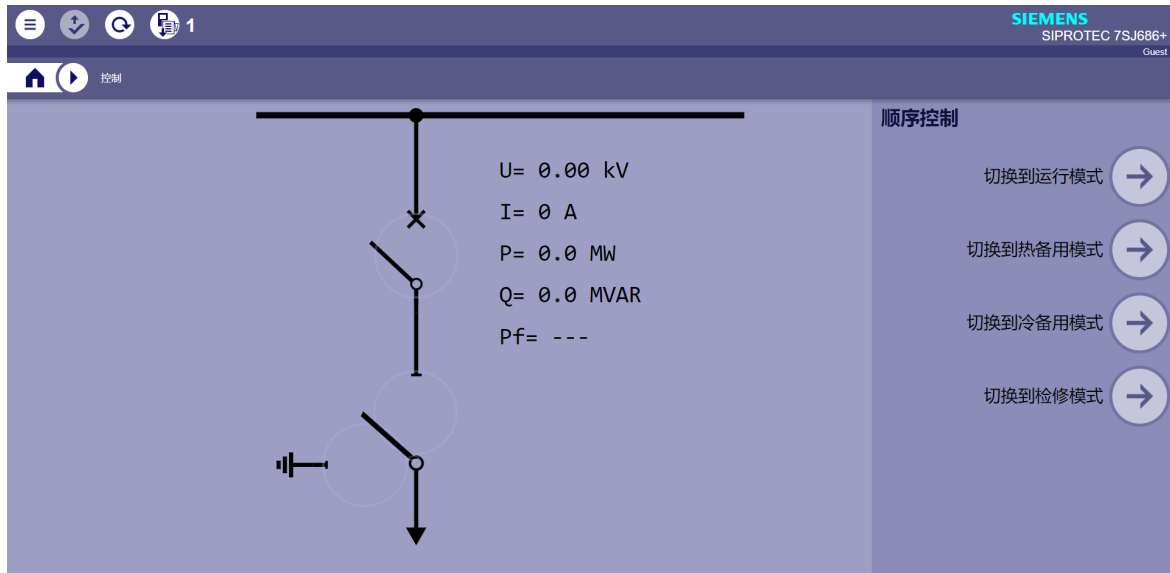 1
SIEMENS
SIPROTEC 7SJ686+
Guest
控制
U= 0.00 kV
I= 0 A
P= 0.0 MW
Q= 0.0 MVAR
Pf= ---
顺序控制
切换到运行模式
切换到热备用模式
切换到冷备用模式
切换到检修模式